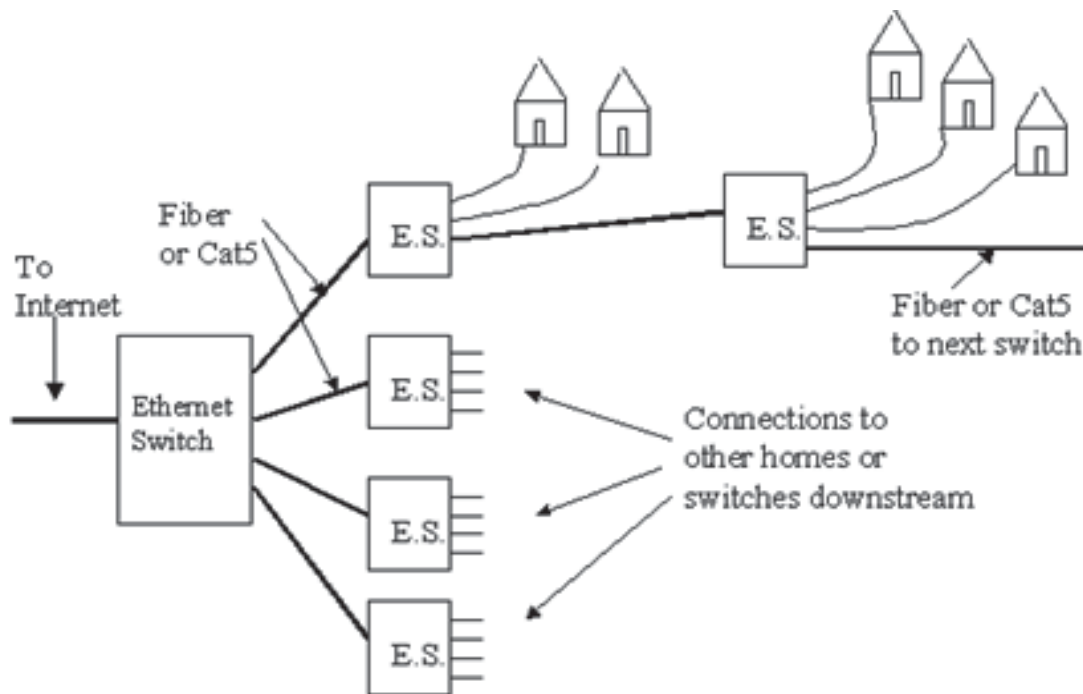 Fiber
or Cat5
E.S.
E.S.
To
Internet
Fiber or Cat5
to next switch
Ethernet
Switch
E.S.
Connections to
other homes or
switches downstream
E.S.
E.S.